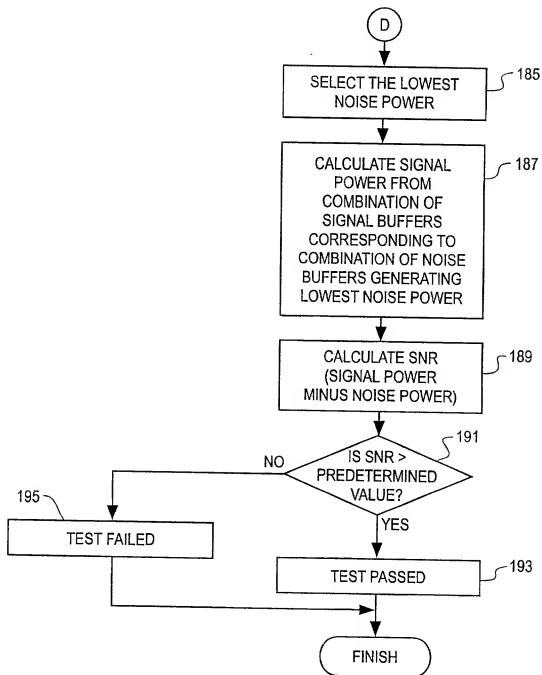 D
SELECT THE LOWEST
NOISE POWER
185
CALCULATE SIGNAL
POWER FROM
COMBINATION OF
SIGNAL BUFFERS
CORRESPONDING TO
COMBINATION OF NOISE
BUFFERS GENERATING
LOWEST NOISE POWER
187
CALCULATE SNR
(SIGNAL POWER
MINUS NOISE POWER)
189
IS SNR >
PREDETERMINED
VALUE?
191
NO
YES
195
TEST FAILED
TEST PASSED
193
FINISH